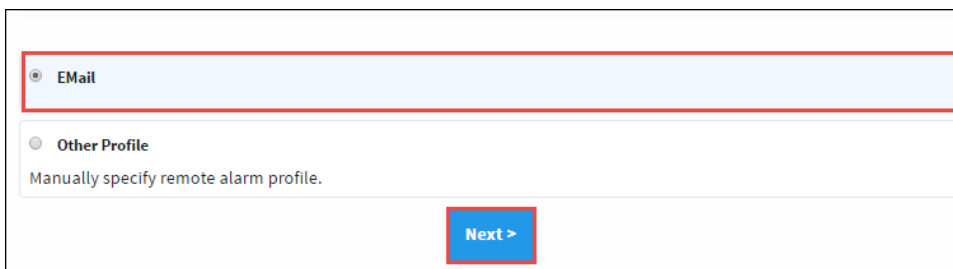 EMail
Other Profile
Manually specify remote alarm profile.
Next >